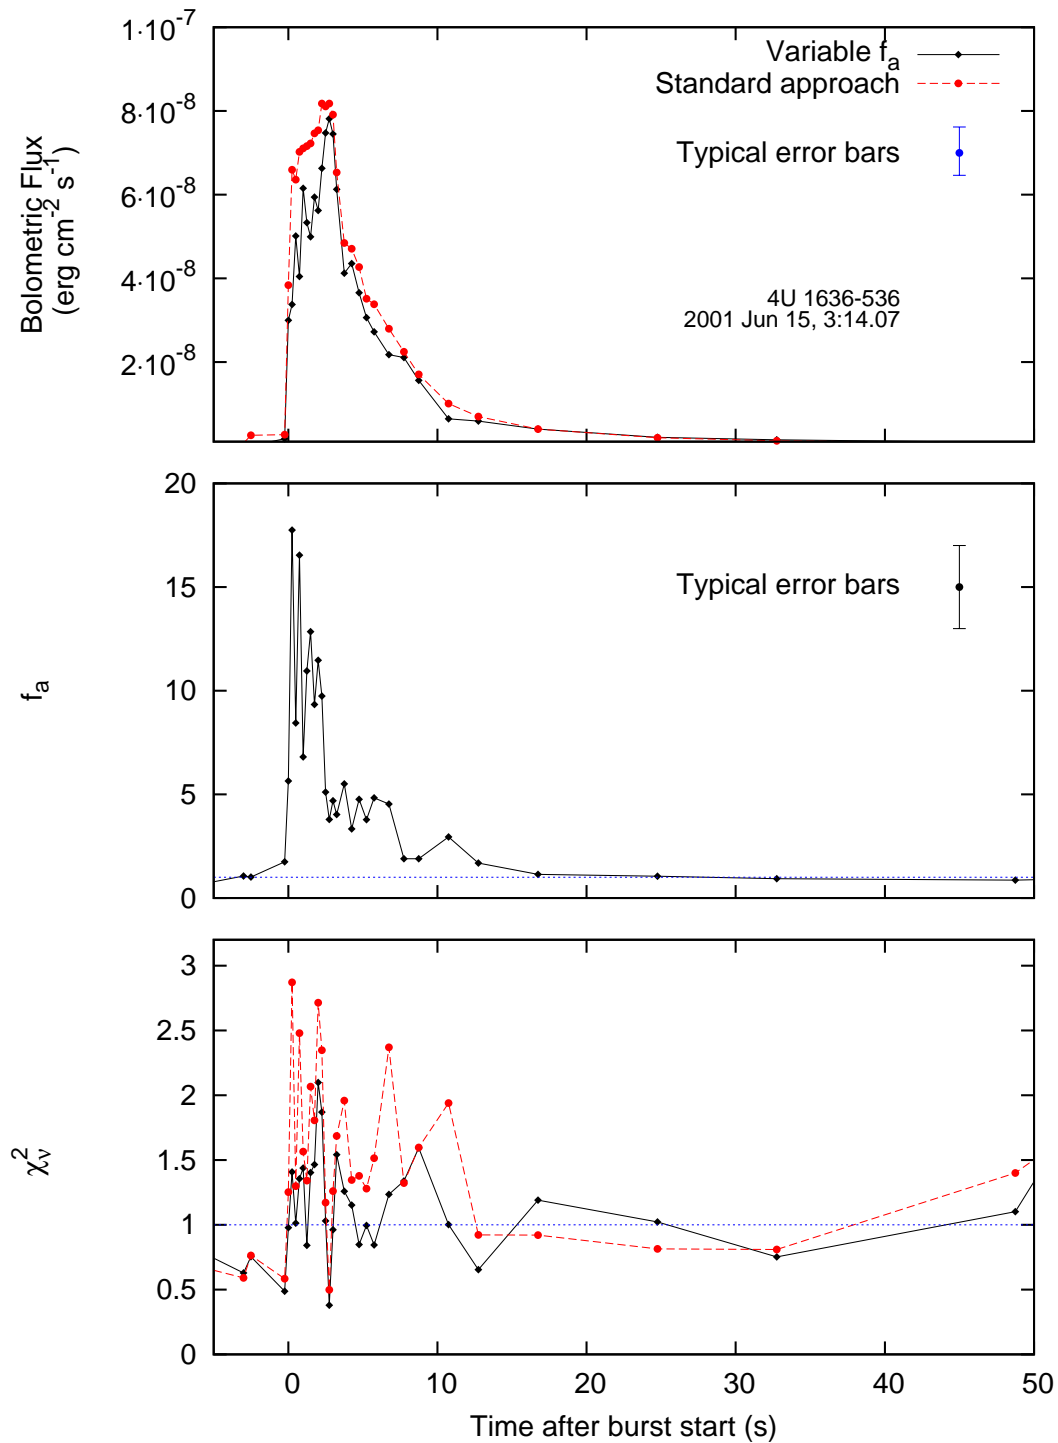 1·10⁻⁷
8·10⁻⁸
6·10⁻⁸
4·10⁻⁸
2·10⁻⁸
Bolometric Flux
(erg cm⁻² s⁻¹)
Variable fₐ
Standard approach
Typical error bars
4U 1636-536
2001 Jun 15, 3:14.07
20
15
10
5
0
fₐ
Typical error bars
3
2.5
2
1.5
1
0.5
0
χ²ᵥ
0 10 20 30 40 50
Time after burst start (s)